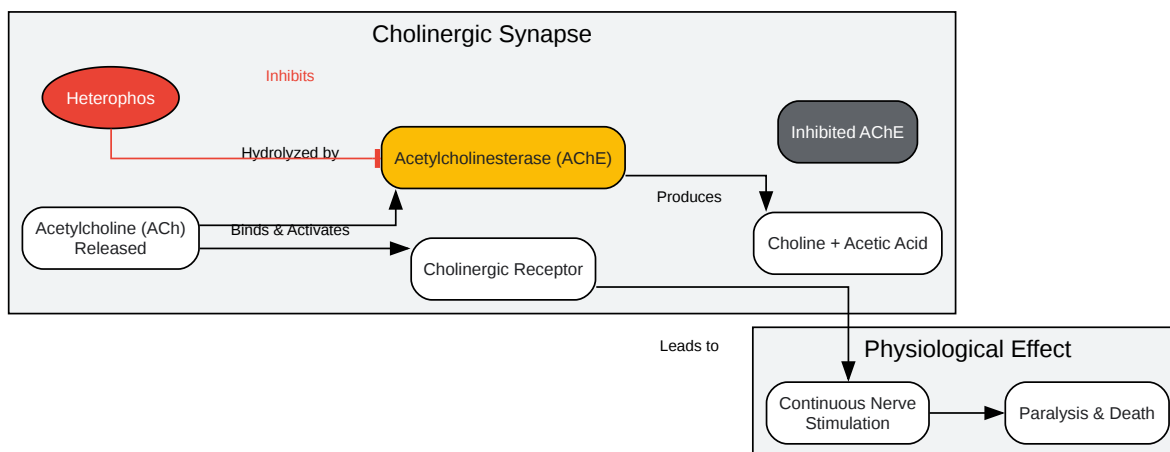 Cholinergic Synapse
Inhibits
Heterophos
Inhibited AChE
Hydrolyzed by
Acetylcholinesterase (AChE)
Produces
Acetylcholine (ACh)
Released
Binds & Activates
Choline + Acetic Acid
Cholinergic Receptor
Leads to
Physiological Effect
Continuous Nerve
Stimulation
Paralysis & Death